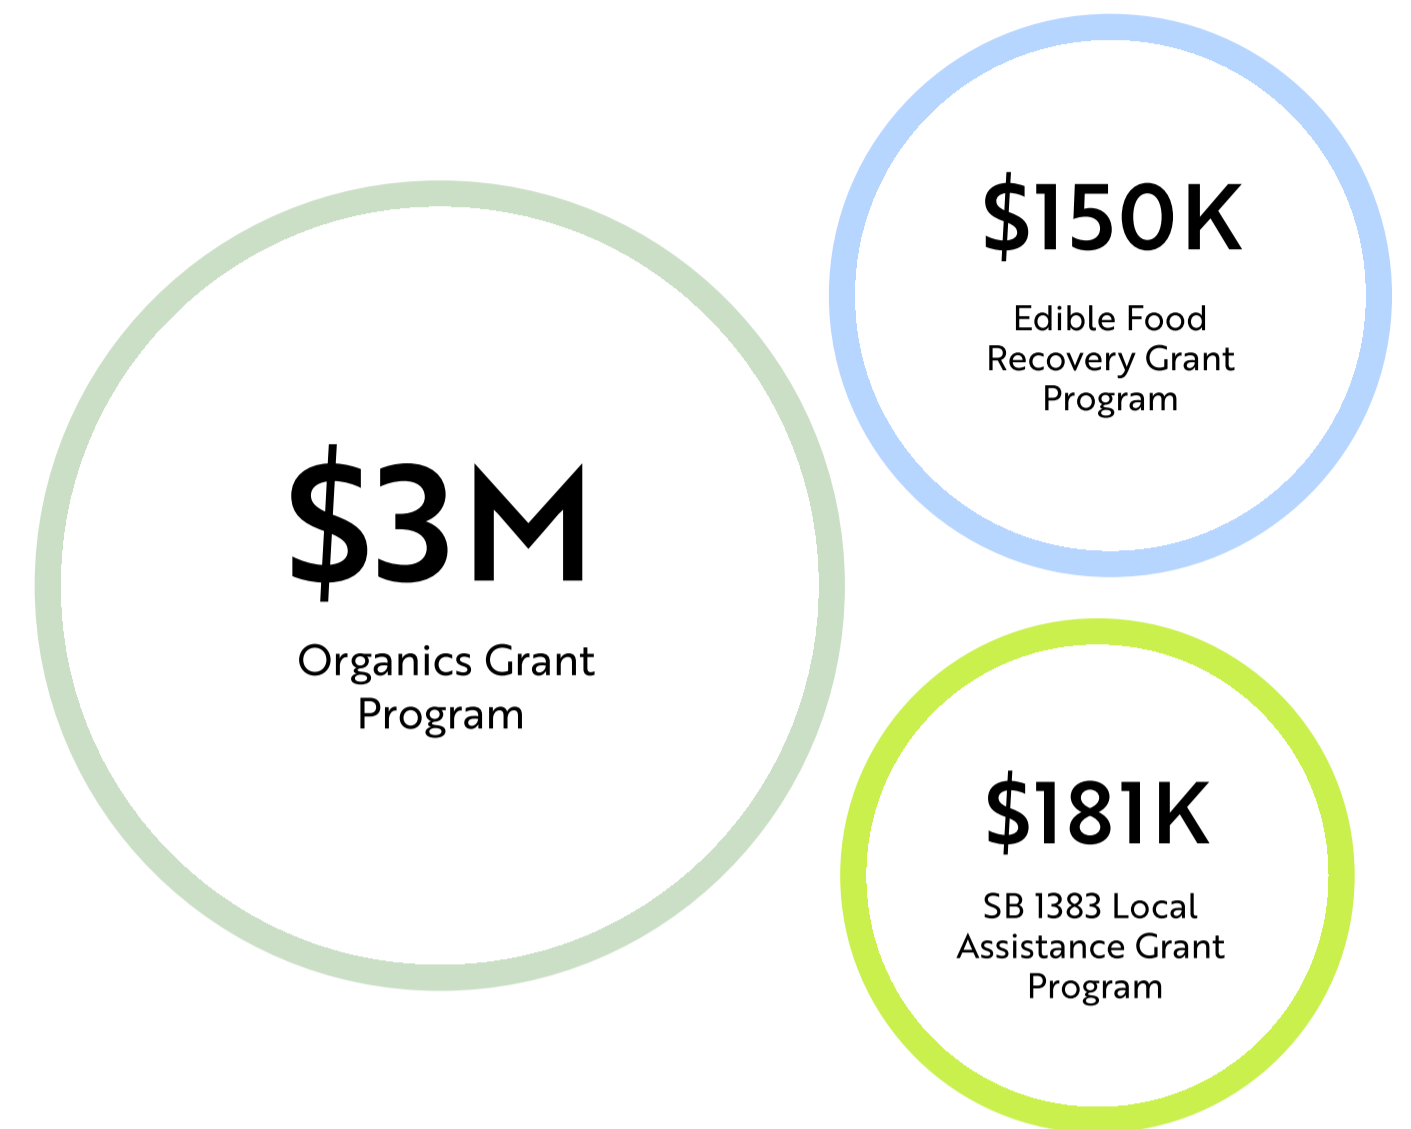 $3M
Organics Grant
Program
$150K
Edible Food
Recovery Grant
Program
$181K
SB 1383 Local
Assistance Grant
Program